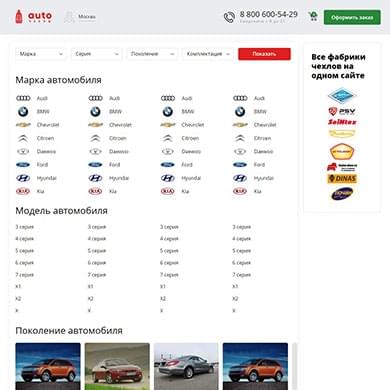 auto
Москва
8 800 600-54-29
Оформить заказ
Марка
Серия
Поколение
Комплектация
Показать
Все фабрики
чехлов на
одном сайте
Марка автомобиля
Audi Audi Audi Audi
BMW BMW BMW BMW
Chevrolet Chevrolet Chevrolet Chevrolet
Citroen Citroen Citroen Citroen
Daewoo Daewoo Daewoo Daewoo
Ford Ford Ford Ford
Hyundai Hyundai Hyundai Hyundai
Kia Kia Kia Kia
PSV
SeiNtex
DINAS
Модель автомобиля
3 серия 3 серия 3 серия 3 серия
4 серия 4 серия 4 серия 4 серия
5 серия 5 серия 5 серия 5 серия
6 серия 6 серия 6 серия 6 серия
7 серия 7 серия 7 серия 7 серия
X1 X1 X1 X1
X2 X2 X2 X2
X X X X
Поколение автомобиля